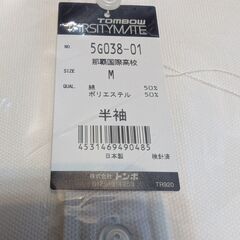 TOMBOW
VARSITYMATE
NO. 5G038-01
那覇国際高校
SIZE M
QUAL. 綿 50%
ポリエステル 50%
半袖
4531469490485
日本製 検針済
株式会社トンボ
TR920